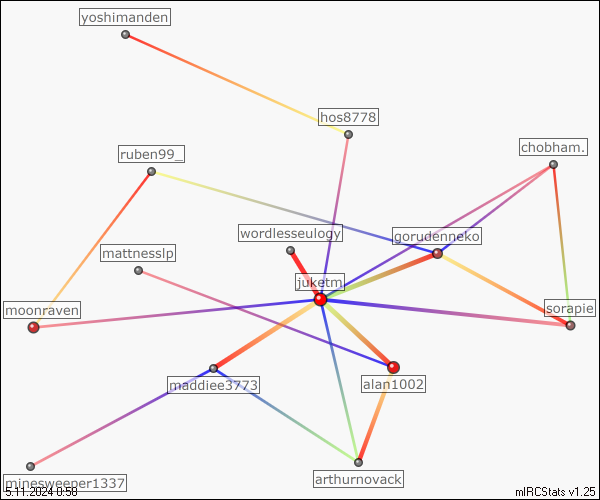 yoshimanden
hos8778
chobham.
ruben99_
wordlesseulogy
gorudenneko
mattnesslp
juketm
moonraven
sorapie
maddiee3773
alan1002
arthurnovack
minesweeper1337
5.11.2024 0:58
mIRCStats v1.25